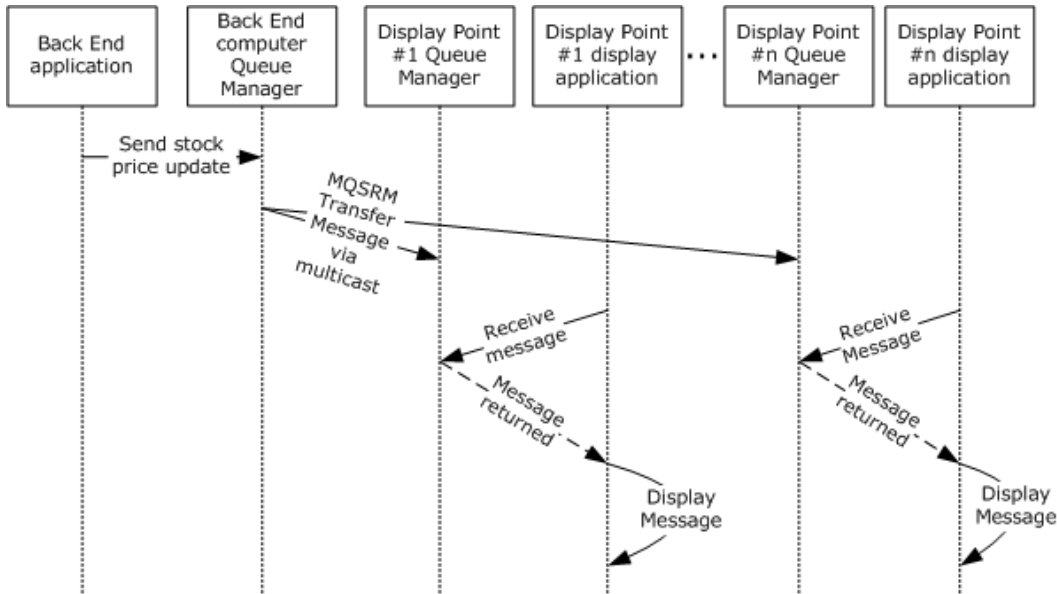 Back End
application
Back End
computer
Queue
Manager
Display Point
#1 Queue
Manager
Display Point
#1 display
application
...
Display Point
#n Queue
Manager
Display Point
#n display
application
Send stock
price update
MQSRM
Transfer
Message
via
multicast
Receive
message
Receive
Message
Message
returned
Message
returned
Display
Message
Display
Message